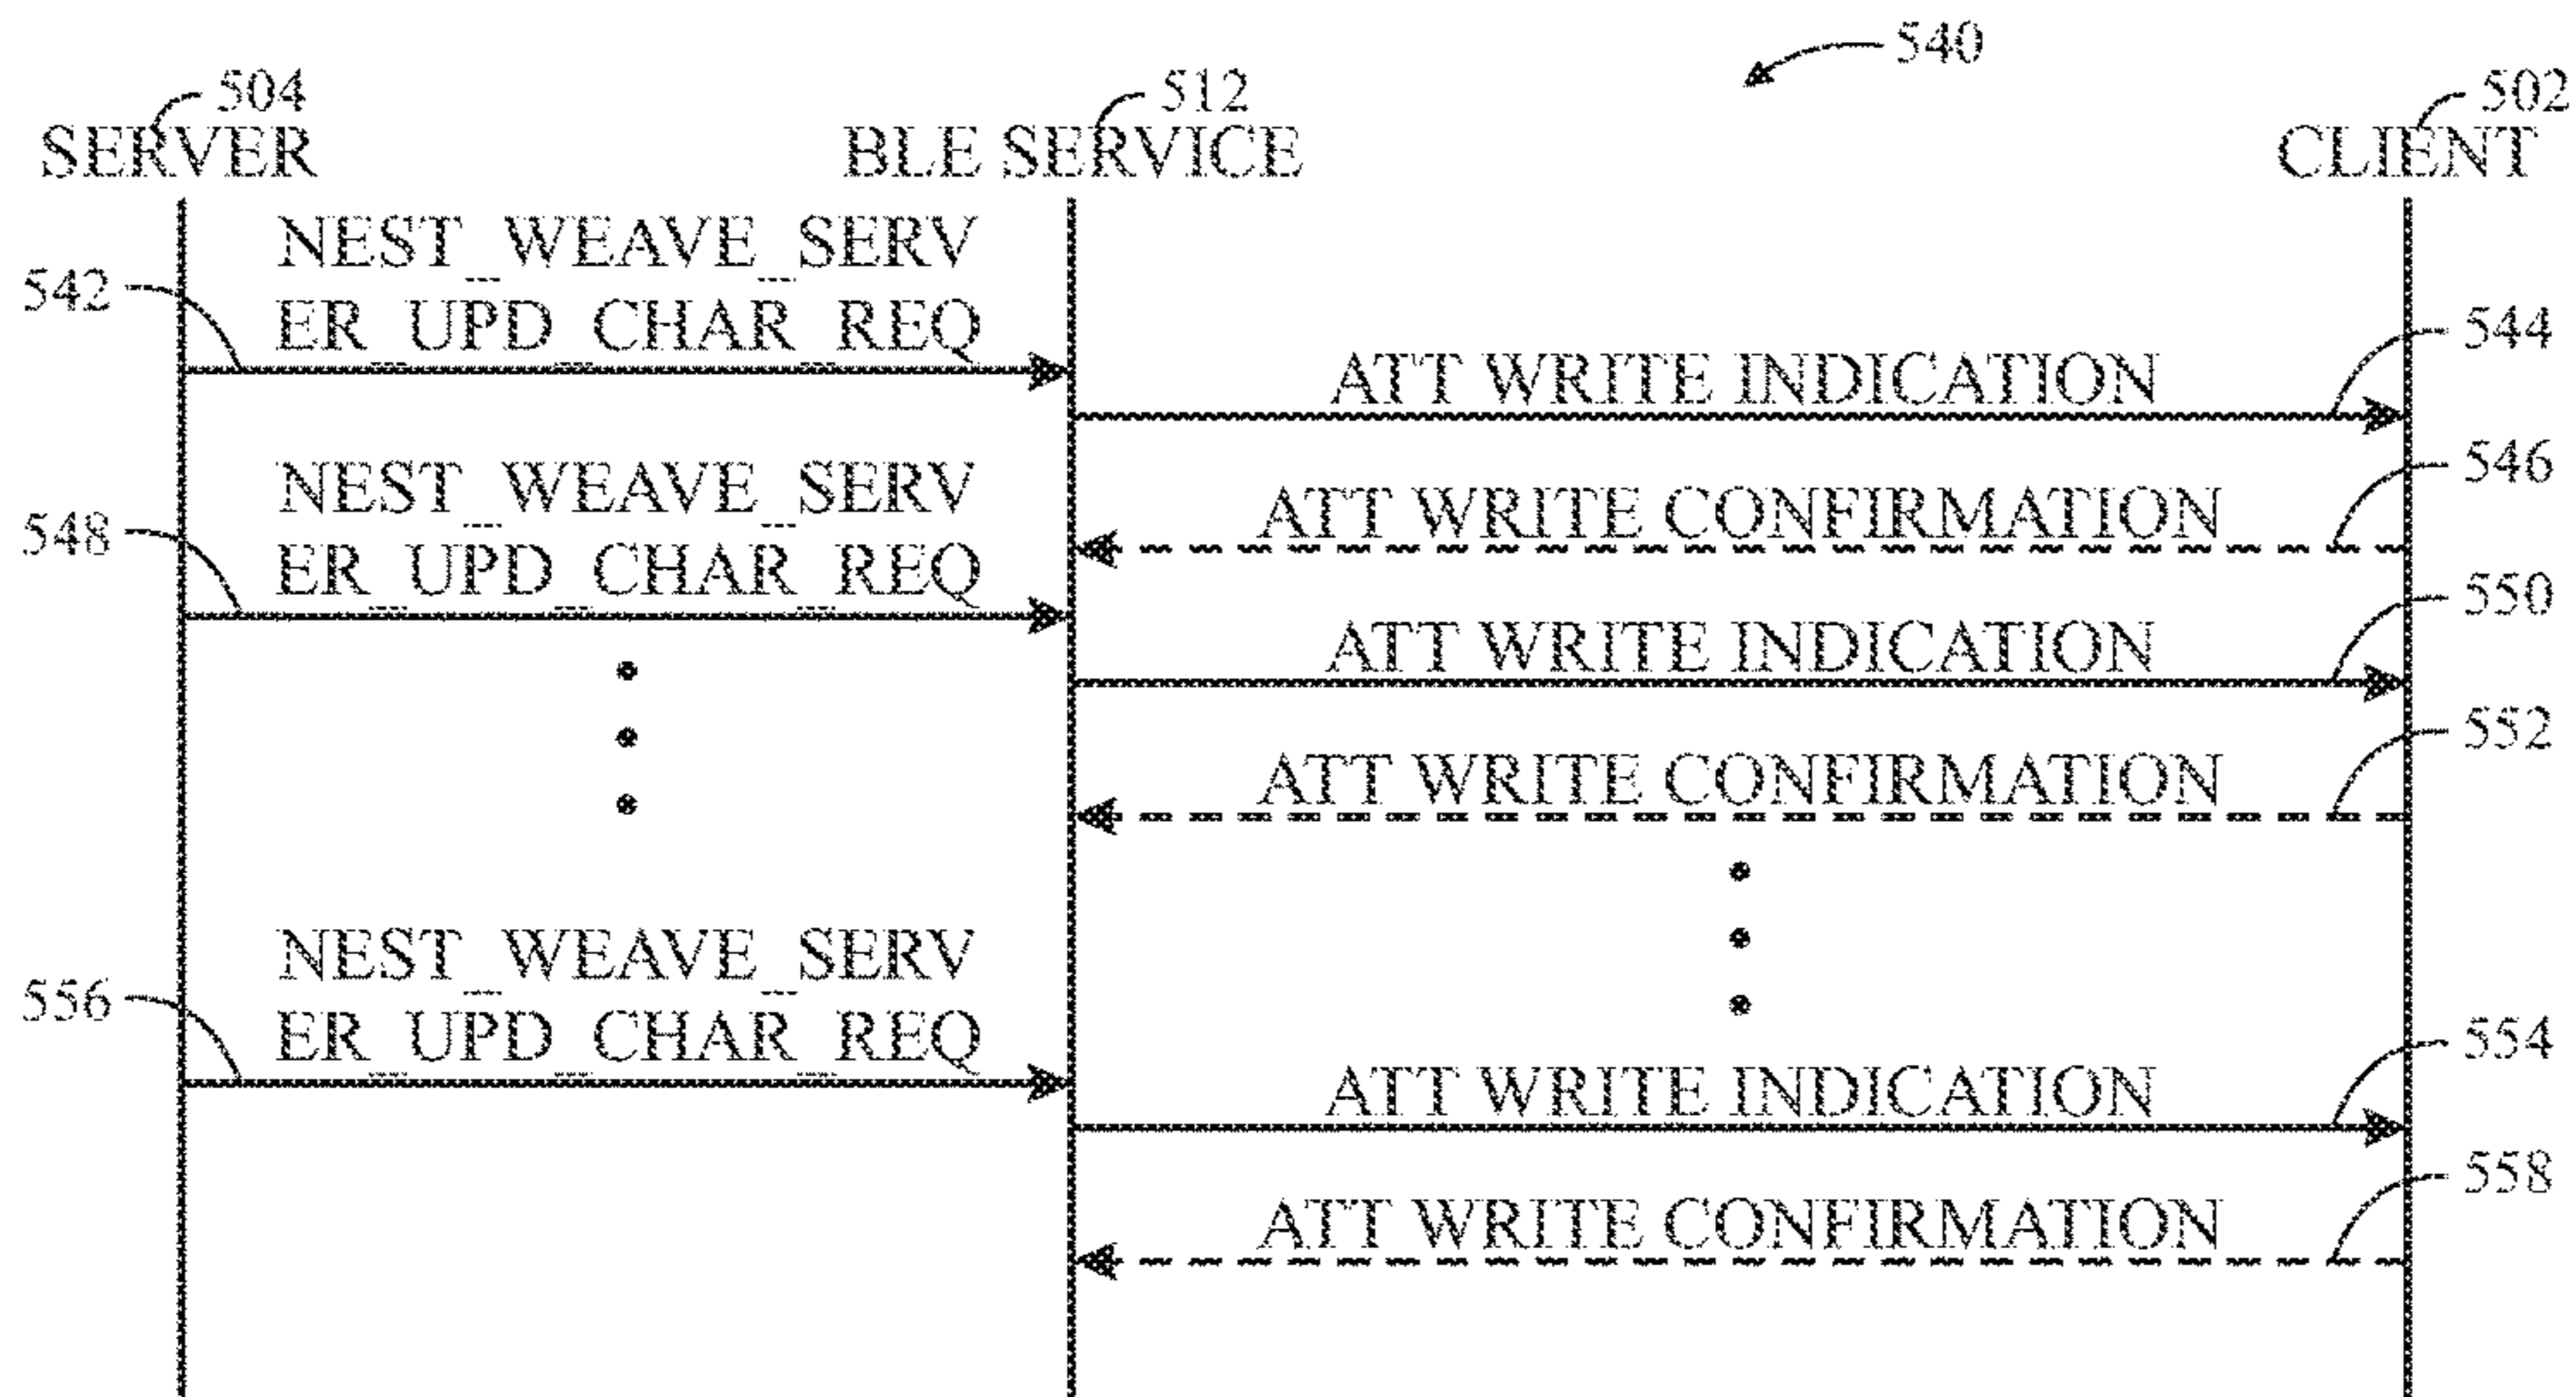 540
504
512
502
SERVER
BLE SERVICE
CLIENT
NEST_WEAVE_SERV
542
ER_UPD_CHAR_REQ
544
ATT WRITE INDICATION
546
NEST_WEAVE_SERV
ATT WRITE CONFIRMATION
548
ER_UPD_CHAR_REQ
550
ATT WRITE INDICATION
552
ATT WRITE CONFIRMATION
NEST_WEAVE_SERV
556
ER_UPD_CHAR_REQ
554
ATT WRITE INDICATION
558
ATT WRITE CONFIRMATION